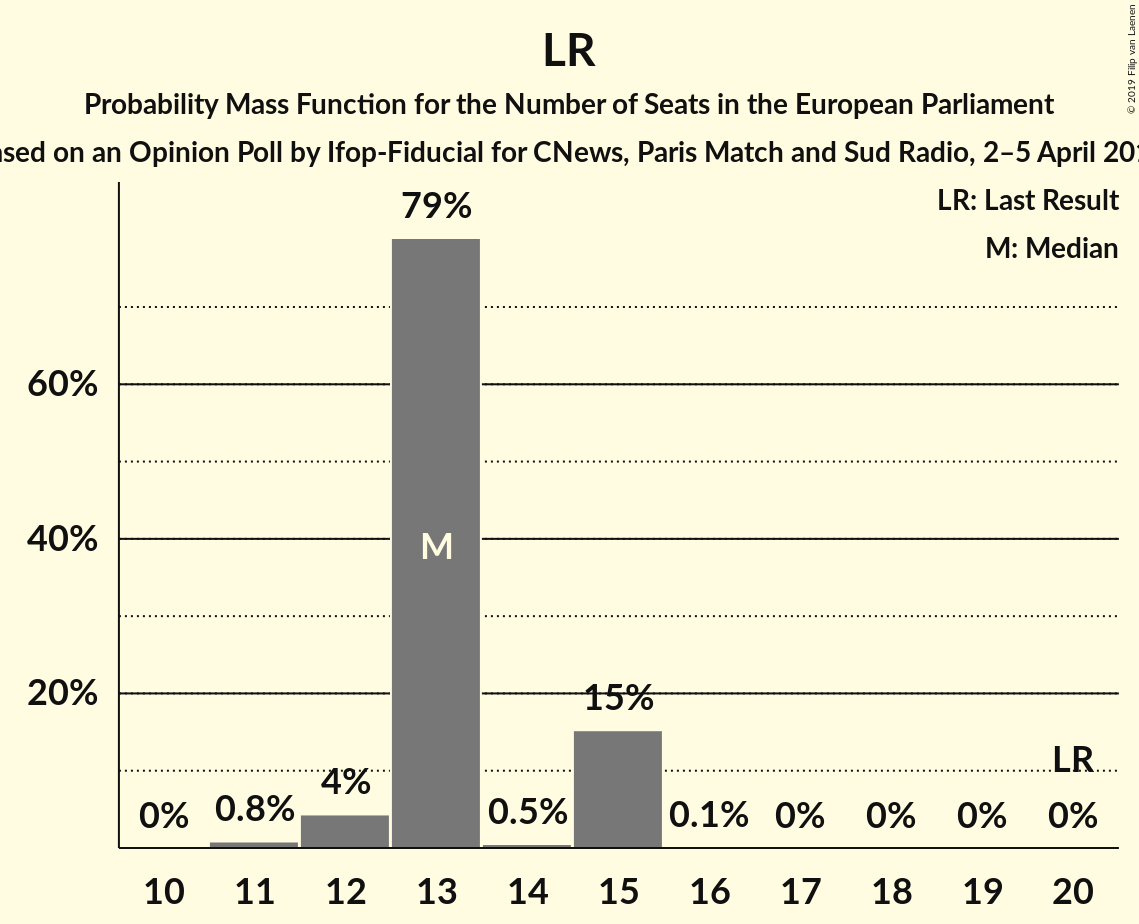 LR
Probability Mass Function for the Number of Seats in the European Parliament
on an Opinion Poll by Ifop-Fiducial for CNews, Paris Match and Sud Radio, 2–5 April
© 2019 Filip van Laenen
LR: Last Result
M: Median
79%
60%
M
40%
20%
15%
LR
0%
0.8%
4%
0.5%
0.1%
0%
0%
0%
0%
10 11 12 13 14 15 16 17 18 19 20